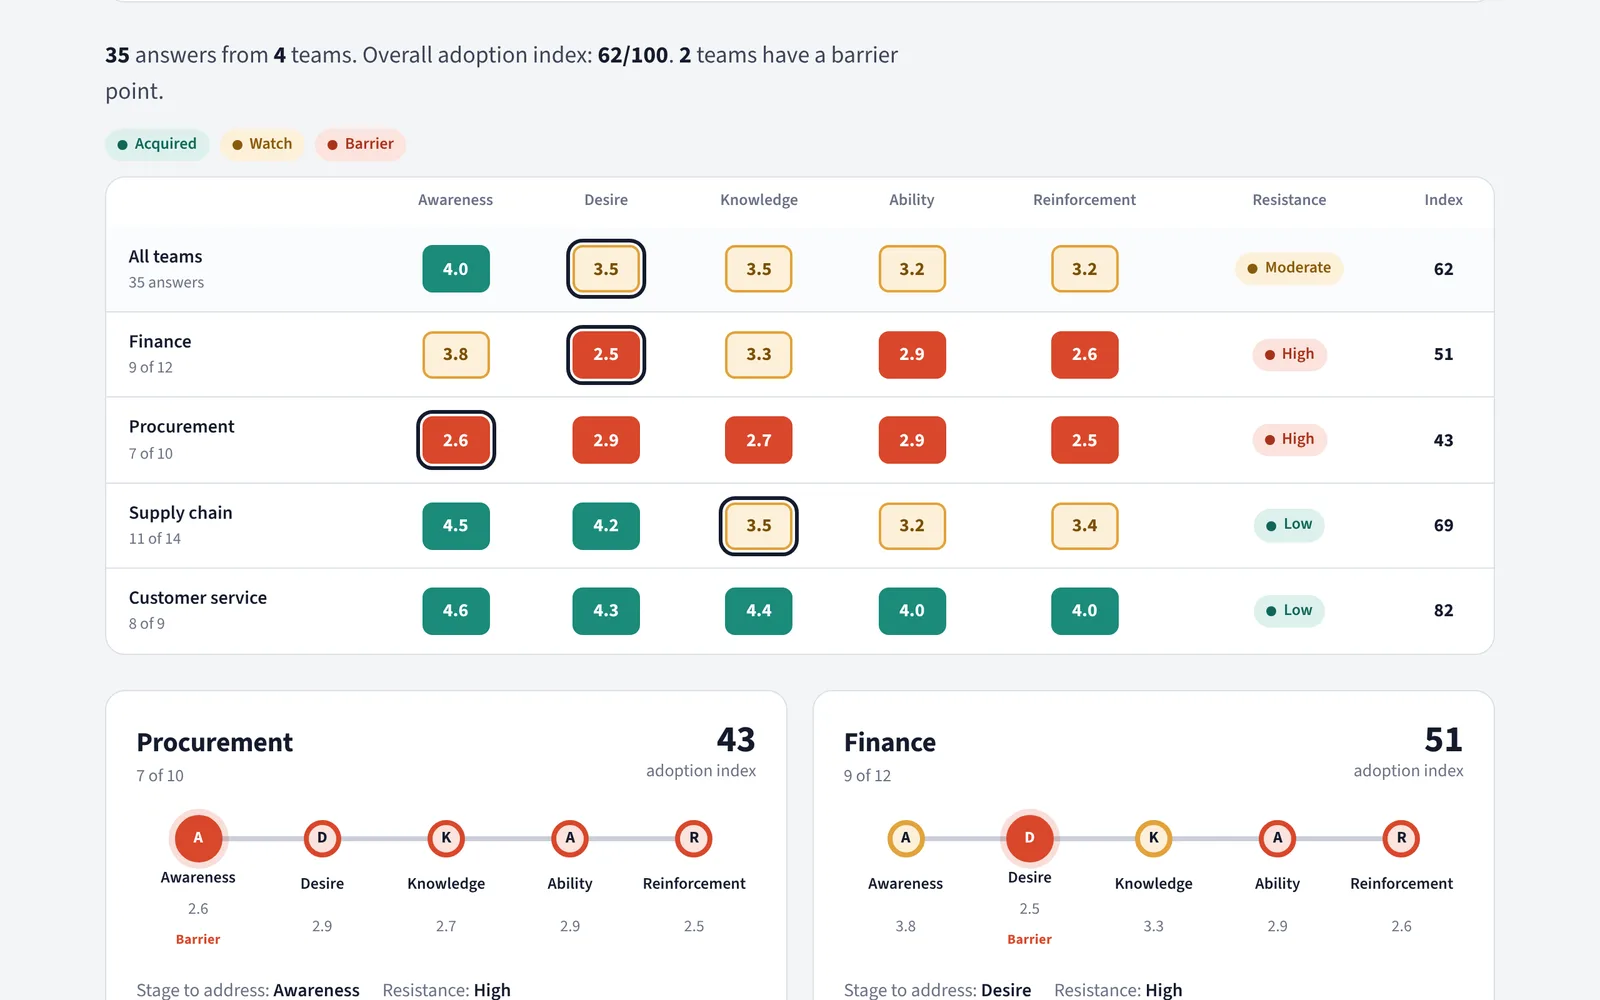 35 answers from 4 teams. Overall adoption index: 62/100. 2 teams have a barrier
point.
Acquired Watch Barrier
Awareness Desire Knowledge Ability Reinforcement Resistance Index
All teams
35 answers
4.0 3.5 3.5 3.2 3.2 Moderate 62
Finance
9 of 12
3.8 2.5 3.3 2.9 2.6 High 51
Procurement
7 of 10
2.6 2.9 2.7 2.9 2.5 High 43
Supply chain
11 of 14
4.5 4.2 3.5 3.2 3.4 Low 69
Customer service
8 of 9
4.6 4.3 4.4 4.0 4.0 Low 82
Procurement
7 of 10
43
adoption index
A D K A R
Awareness Desire Knowledge Ability Reinforcement
2.6 2.9 2.7 2.9 2.5
Barrier
Stage to address: Awareness Resistance: High
Finance
9 of 12
51
adoption index
A D K A R
Awareness Desire Knowledge Ability Reinforcement
3.8 2.5 3.3 2.9 2.6
Barrier
Stage to address: Desire Resistance: High